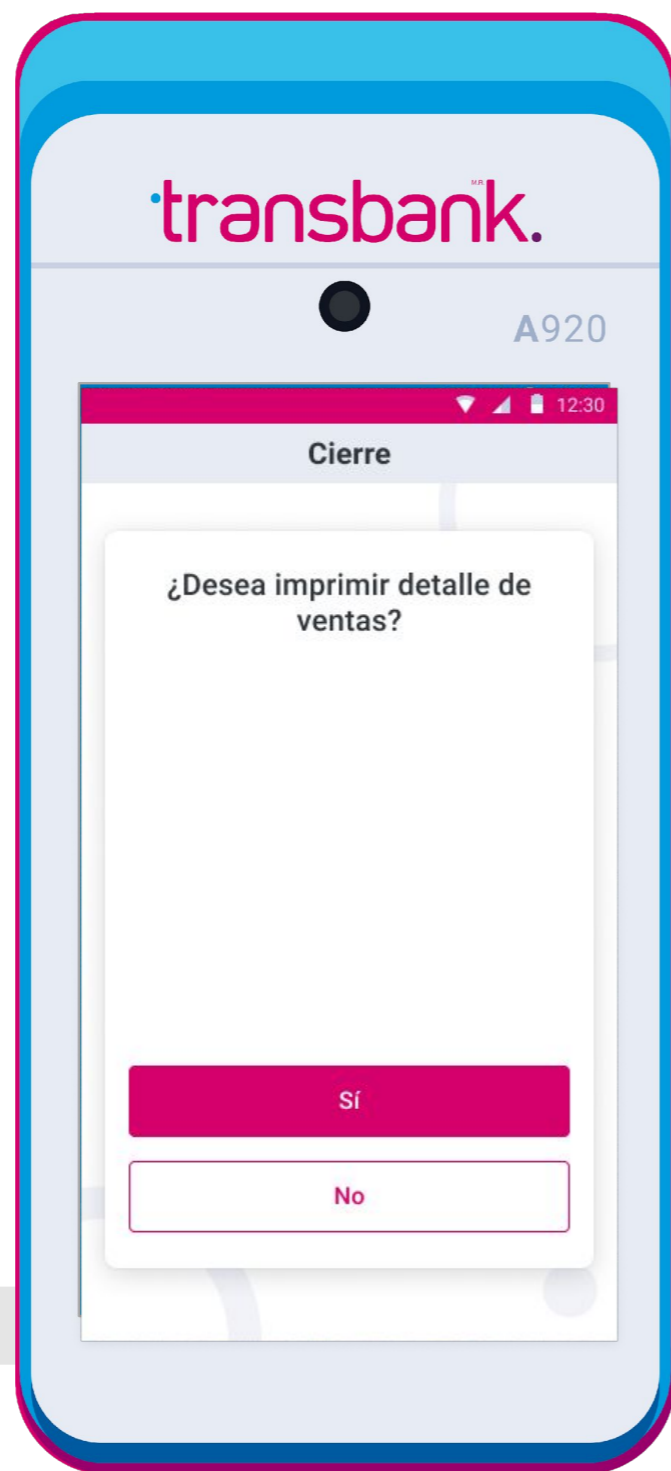 transbank.
M.R.
A920
12:30
Cierre
¿Desea imprimir detalle de
ventas?
Sí
No